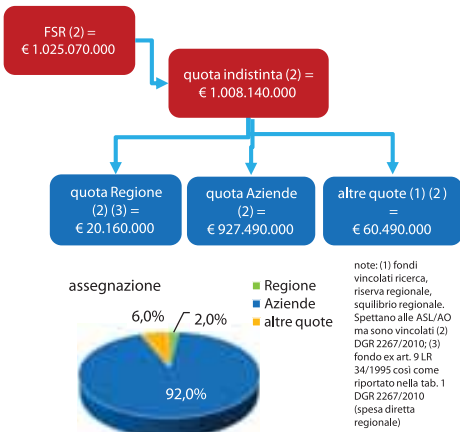 FSR (2) =
€ 1.025.070.000
quota indistinta (2) =
€ 1.008.140.000
quota Regione
(2) (3) =
€ 20.160.000
quota Aziende
(2) =
€ 927.490.000
altre quote (1) (2 )
=
€ 60.490.000
assegnazione
Regione
Aziende
altre quote
6,0%
2,0%
92,0%
note: (1) fondi
vincolati ricerca,
riserva regionale,
squilibrio regionale.
Spettano alle ASL/AO
ma sono vincolati (2)
DGR 2267/2010; (3)
fondo ex art. 9 LR
34/1995 così come
riportato nella tab. 1
DGR 2267/2010
(spesa diretta
regionale)